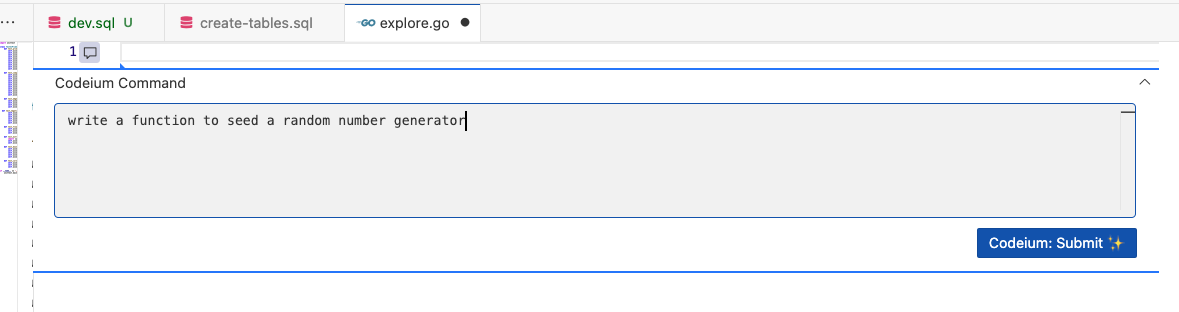 ... dev.sql U create-tables.sql GO explore.go
1
Codeium Command
write a function to seed a random number generator
Codeium: Submit ✨